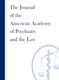 The Journal
of the American
Academy of Psychiatry
and the Law